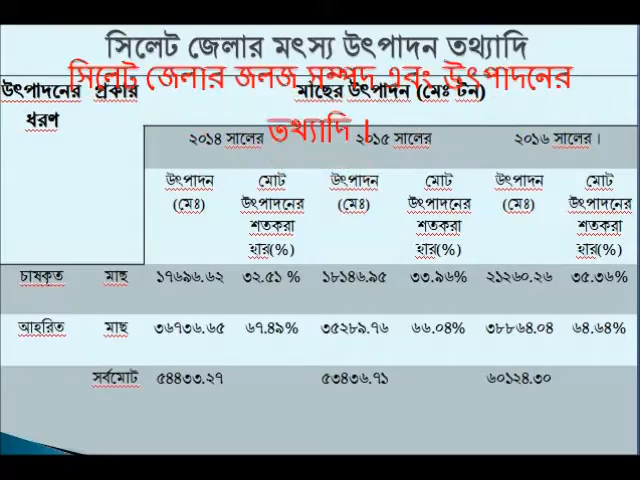 সিলেট জেলার মৎস্য উৎপাদন তথ্যাদি
সিলেট জেলার জলজ সম্পদ এবং উৎপাদনের
তথ্যাদি ।
উৎপাদনের প্রকার মাছের উৎপাদন (মেঃ টন)
ধরণ
২০১৪ সালের ২০১৫ সালের ২০১৬ সালের ।
উৎপাদন মোট উৎপাদন মোট উৎপাদন মোট
(মেঃ) উৎপাদনের (মেঃ) উৎপাদনের (মেঃ) উৎপাদনের
শতকরা শতকরা শতকরা
হার(%) হার(%) হার(%)
চাষকৃত মাছ ১৭৬৯৬.৬২ ৩২.৫১ % ১৮১৪৬.৯৫ ৩৩.৯৬% ২১২৬০.২৬ ৩৫.৩৬%
আহরিত মাছ ৩৬৭৩৬.৬৫ ৬৭.৪৯% ৩৫২৮৯.৭৬ ৬৬.০৪% ৩৮৮৬৪.০৪ ৬৪.৬৪%
সর্বমোট ৫৪৪৩৩.২৭ ৫৩৪৩৬.৭১ ৬০১২৪.৩০